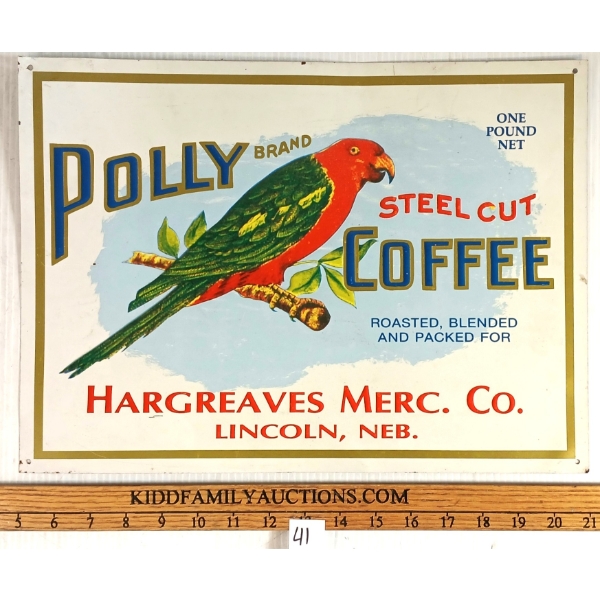 POLLY BRAND
ONE
POUND
NET
STEEL CUT
COFFEE
ROASTED, BLENDED
AND PACKED FOR
HARGREAVES MERC. CO.
LINCOLN, NEB.
KIDDFAMILYAUCTIONS.COM
5 6 7 8 9 10 11 12 13 14 15 16 17 18 19 20 21
41